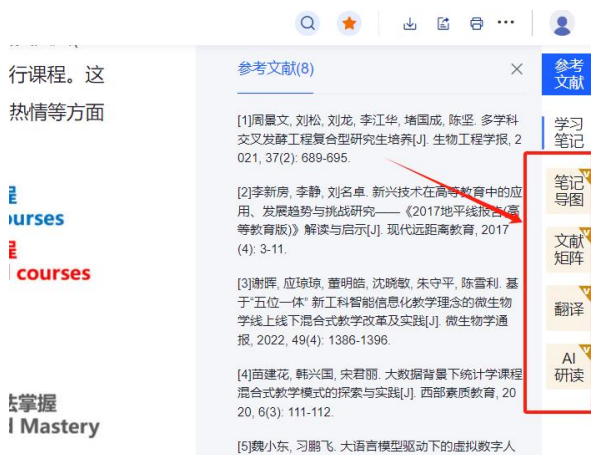 行课程。这
热情等方面
ourses
courses
法掌握
Mastery
参考文献(8)
[1]周景文, 刘松, 刘龙, 李江华, 堵国成, 陈坚. 多学科
交叉发酵工程复合型研究生培养[J]. 生物工程学报, 2
021, 37(2): 689-695.
[2]李新房, 李静, 刘名卓. 新兴技术在高等教育中的应
用、发展趋势与挑战研究——《2017地平线报告(高
等教育版)》解读与启示[J]. 现代远距离教育, 2017
(4): 3-11.
[3]谢晖, 应琼琼, 董明皓, 沈晓敏, 朱守平, 陈雪利. 基
于“五位一体” 新工科智能信息化教学理念的微生物
学线上线下混合式教学改革及实践[J]. 微生物学通
报, 2022, 49(4): 1386-1396.
[4]苗建花, 韩兴国, 宋君丽. 大数据背景下统计学课程
混合式教学模式的探索与实践[J]. 西部素质教育, 20
20, 6(3): 111-112.
[5]魏小东, 习鹏飞. 大语言模型驱动下的虚拟数字人
参考
文献
学习
笔记
笔记
导图
文献
矩阵
翻译
AI
研读